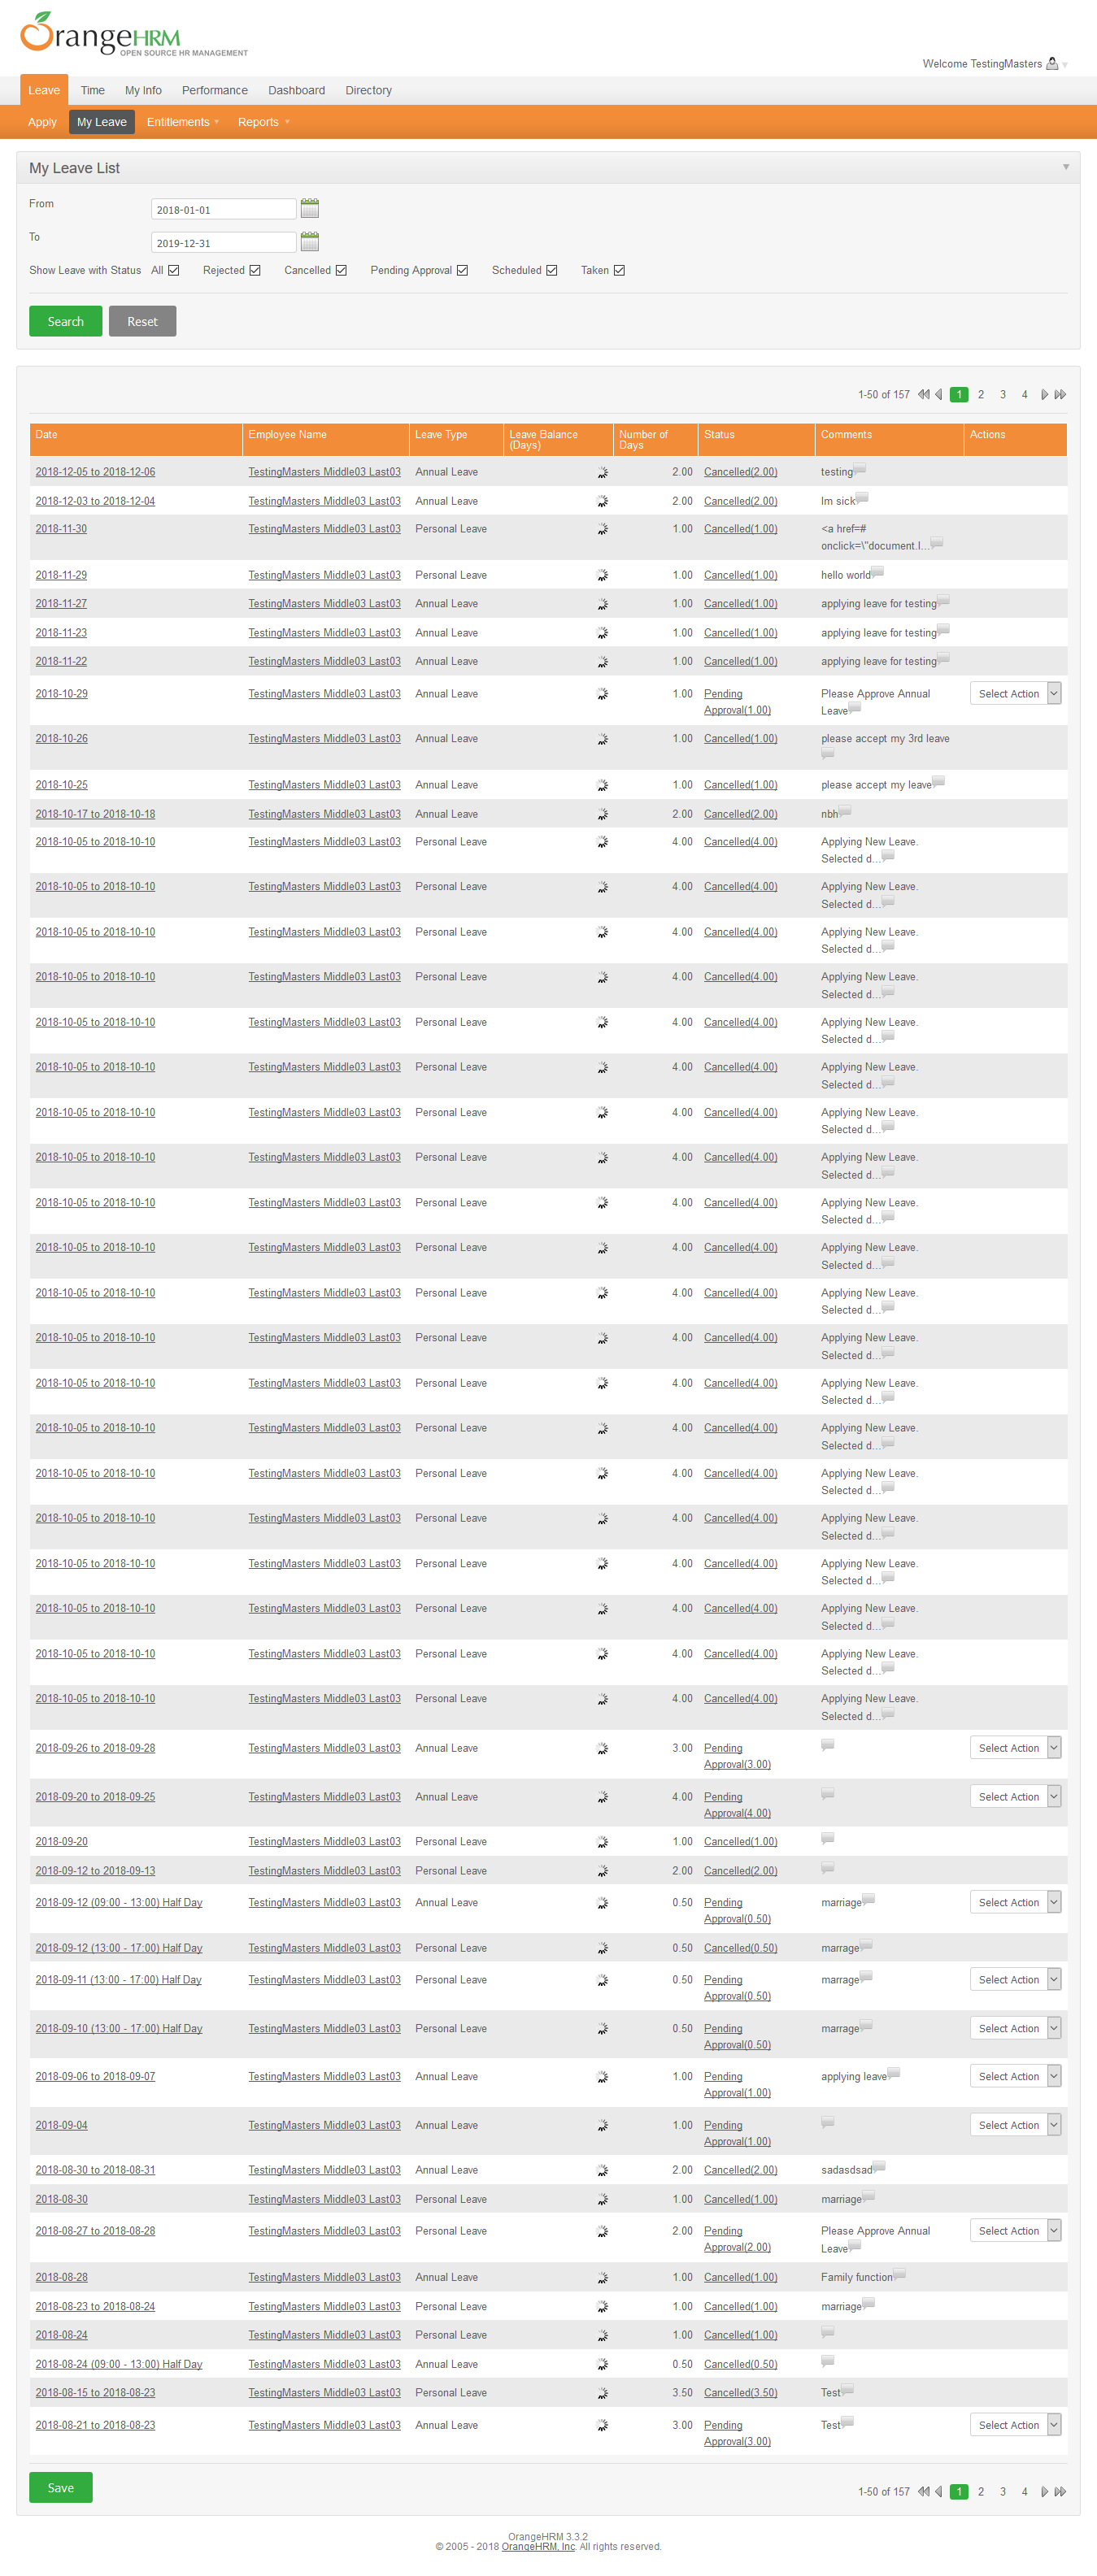 OrangeHRM
OPEN SOURCE HR MANAGEMENT
Welcome TestingMasters
Leave Time My Info Performance Dashboard Directory
Apply My Leave Entitlements Reports
My Leave List
From 2018-01-01
To 2019-12-31
Show Leave with Status All Rejected Cancelled Pending Approval Scheduled Taken
Search Reset
1-50 of 157 1 2 3 4
Date Employee Name Leave Type Leave Balance Number of Status Comments Actions
(Days) Days
2018-12-05 to 2018-12-06 TestingMasters Middle03 Last03 Annual Leave 2.00 Cancelled(2.00) testing
2018-12-03 to 2018-12-04 TestingMasters Middle03 Last03 Annual Leave 2.00 Cancelled(2.00) Im sick
2018-11-30 TestingMasters Middle03 Last03 Personal Leave 1.00 Cancelled(1.00) <a href=#
onclick=\"document.l...
2018-11-29 TestingMasters Middle03 Last03 Personal Leave 1.00 Cancelled(1.00) hello world
2018-11-27 TestingMasters Middle03 Last03 Annual Leave 1.00 Cancelled(1.00) applying leave for testing
2018-11-23 TestingMasters Middle03 Last03 Annual Leave 1.00 Cancelled(1.00) applying leave for testing
2018-11-22 TestingMasters Middle03 Last03 Annual Leave 1.00 Cancelled(1.00) applying leave for testing
2018-10-29 TestingMasters Middle03 Last03 Annual Leave 1.00 Pending Please Approve Annual Select Action
Approval(1.00) Leave
2018-10-26 TestingMasters Middle03 Last03 Annual Leave 1.00 Cancelled(1.00) please accept my 3rd leave
2018-10-25 TestingMasters Middle03 Last03 Annual Leave 1.00 Cancelled(1.00) please accept my leave
2018-10-17 to 2018-10-18 TestingMasters Middle03 Last03 Annual Leave 2.00 Cancelled(2.00) nbh
2018-10-05 to 2018-10-10 TestingMasters Middle03 Last03 Personal Leave 4.00 Cancelled(4.00) Applying New Leave.
Selected d...
2018-10-05 to 2018-10-10 TestingMasters Middle03 Last03 Personal Leave 4.00 Cancelled(4.00) Applying New Leave.
Selected d...
2018-10-05 to 2018-10-10 TestingMasters Middle03 Last03 Personal Leave 4.00 Cancelled(4.00) Applying New Leave.
Selected d...
2018-10-05 to 2018-10-10 TestingMasters Middle03 Last03 Personal Leave 4.00 Cancelled(4.00) Applying New Leave.
Selected d...
2018-10-05 to 2018-10-10 TestingMasters Middle03 Last03 Personal Leave 4.00 Cancelled(4.00) Applying New Leave.
Selected d...
2018-10-05 to 2018-10-10 TestingMasters Middle03 Last03 Personal Leave 4.00 Cancelled(4.00) Applying New Leave.
Selected d...
2018-10-05 to 2018-10-10 TestingMasters Middle03 Last03 Personal Leave 4.00 Cancelled(4.00) Applying New Leave.
Selected d...
2018-10-05 to 2018-10-10 TestingMasters Middle03 Last03 Personal Leave 4.00 Cancelled(4.00) Applying New Leave.
Selected d...
2018-10-05 to 2018-10-10 TestingMasters Middle03 Last03 Personal Leave 4.00 Cancelled(4.00) Applying New Leave.
Selected d...
2018-10-05 to 2018-10-10 TestingMasters Middle03 Last03 Personal Leave 4.00 Cancelled(4.00) Applying New Leave.
Selected d...
2018-10-05 to 2018-10-10 TestingMasters Middle03 Last03 Personal Leave 4.00 Cancelled(4.00) Applying New Leave.
Selected d...
2018-10-05 to 2018-10-10 TestingMasters Middle03 Last03 Personal Leave 4.00 Cancelled(4.00) Applying New Leave.
Selected d...
2018-10-05 to 2018-10-10 TestingMasters Middle03 Last03 Personal Leave 4.00 Cancelled(4.00) Applying New Leave.
Selected d...
2018-10-05 to 2018-10-10 TestingMasters Middle03 Last03 Personal Leave 4.00 Cancelled(4.00) Applying New Leave.
Selected d...
2018-10-05 to 2018-10-10 TestingMasters Middle03 Last03 Personal Leave 4.00 Cancelled(4.00) Applying New Leave.
Selected d...
2018-10-05 to 2018-10-10 TestingMasters Middle03 Last03 Personal Leave 4.00 Cancelled(4.00) Applying New Leave.
Selected d...
2018-10-05 to 2018-10-10 TestingMasters Middle03 Last03 Personal Leave 4.00 Cancelled(4.00) Applying New Leave.
Selected d...
2018-10-05 to 2018-10-10 TestingMasters Middle03 Last03 Personal Leave 4.00 Cancelled(4.00) Applying New Leave.
Selected d...
2018-10-05 to 2018-10-10 TestingMasters Middle03 Last03 Personal Leave 4.00 Cancelled(4.00) Applying New Leave.
Selected d...
2018-10-05 to 2018-10-10 TestingMasters Middle03 Last03 Personal Leave 4.00 Cancelled(4.00) Applying New Leave.
Selected d...
2018-09-26 to 2018-09-28 TestingMasters Middle03 Last03 Annual Leave 3.00 Pending Select Action
Approval(3.00)
2018-09-20 to 2018-09-25 TestingMasters Middle03 Last03 Annual Leave 4.00 Pending Select Action
Approval(4.00)
2018-09-20 TestingMasters Middle03 Last03 Personal Leave 1.00 Cancelled(1.00)
2018-09-12 to 2018-09-13 TestingMasters Middle03 Last03 Personal Leave 2.00 Cancelled(2.00)
2018-09-12 (09:00 - 13:00) Half Day TestingMasters Middle03 Last03 Annual Leave 0.50 Pending marriage Select Action
Approval(0.50)
2018-09-12 (13:00 - 17:00) Half Day TestingMasters Middle03 Last03 Personal Leave 0.50 Cancelled(0.50) marrage
2018-09-11 (13:00 - 17:00) Half Day TestingMasters Middle03 Last03 Personal Leave 0.50 Pending marrage Select Action
Approval(0.50)
2018-09-10 (13:00 - 17:00) Half Day TestingMasters Middle03 Last03 Personal Leave 0.50 Pending marrage Select Action
Approval(0.50)
2018-09-06 to 2018-09-07 TestingMasters Middle03 Last03 Annual Leave 1.00 Pending applying leave Select Action
Approval(1.00)
2018-09-04 TestingMasters Middle03 Last03 Annual Leave 1.00 Pending Select Action
Approval(1.00)
2018-08-30 to 2018-08-31 TestingMasters Middle03 Last03 Annual Leave 2.00 Cancelled(2.00) sadasdsad
2018-08-30 TestingMasters Middle03 Last03 Personal Leave 1.00 Cancelled(1.00) marriage
2018-08-27 to 2018-08-28 TestingMasters Middle03 Last03 Personal Leave 2.00 Pending Please Approve Annual Select Action
Approval(2.00) Leave
2018-08-28 TestingMasters Middle03 Last03 Annual Leave 1.00 Cancelled(1.00) Family function
2018-08-23 to 2018-08-24 TestingMasters Middle03 Last03 Personal Leave 1.00 Cancelled(1.00) marriage
2018-08-24 TestingMasters Middle03 Last03 Personal Leave 1.00 Cancelled(1.00)
2018-08-24 (09:00 - 13:00) Half Day TestingMasters Middle03 Last03 Annual Leave 0.50 Cancelled(0.50)
2018-08-15 to 2018-08-23 TestingMasters Middle03 Last03 Personal Leave 3.50 Cancelled(3.50) Test
2018-08-21 to 2018-08-23 TestingMasters Middle03 Last03 Annual Leave 3.00 Pending Test Select Action
Approval(3.00)
Save 1-50 of 157 1 2 3 4
OrangeHRM 3.3.2
© 2005 - 2018 OrangeHRM, Inc. All rights reserved.